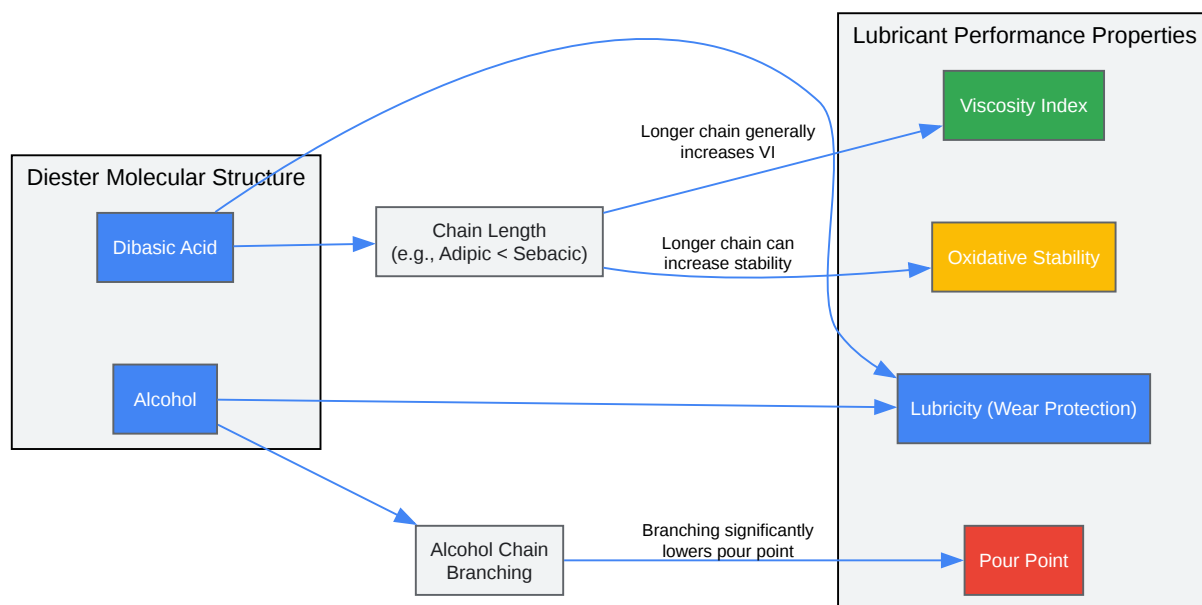 Lubricant Performance Properties
Viscosity Index
Longer chain generally
increases VI
Diester Molecular Structure
Dibasic Acid
Chain Length
(e.g., Adipic < Sebacic)
Longer chain can
increase stability
Oxidative Stability
Alcohol
Lubricity (Wear Protection)
Alcohol Chain
Branching
Branching significantly
lowers pour point
Pour Point